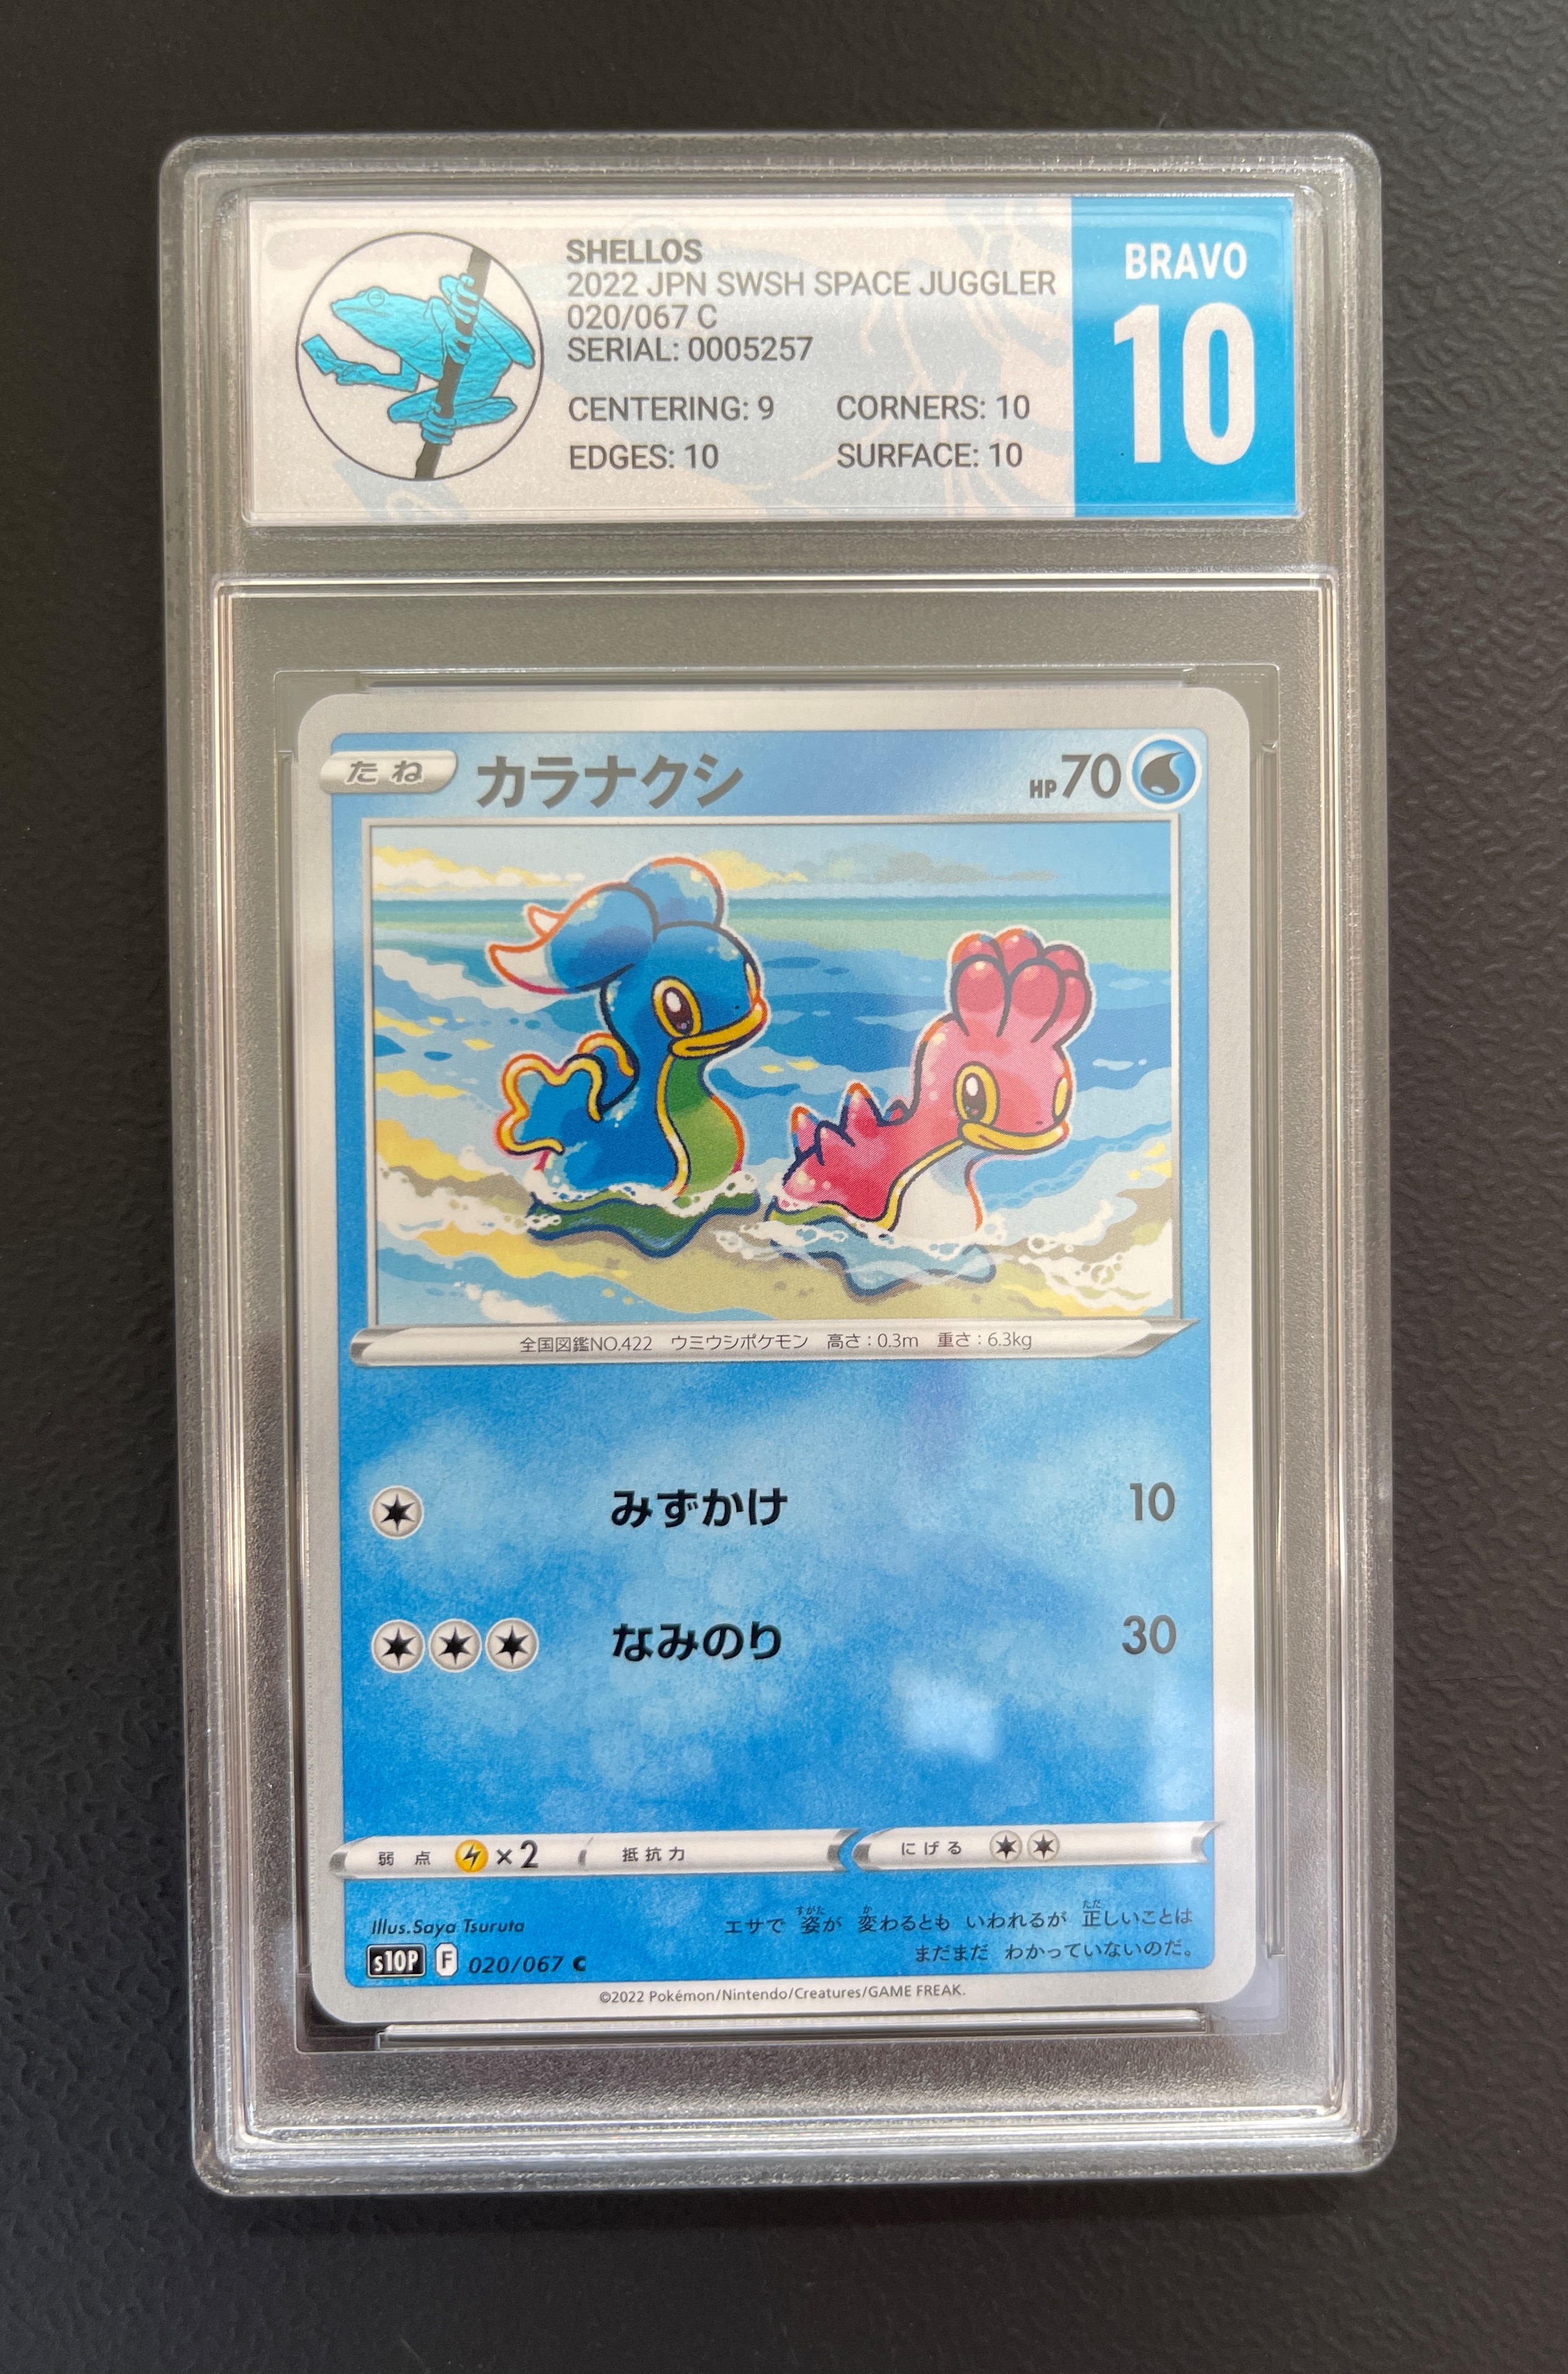 SHELLOS
2022 JPN SWSH SPACE JUGGLER
020/067 C
SERIAL: 0005257
CENTERING: 9 CORNERS: 10
EDGES: 10 SURFACE: 10
BRAVO
10
たね カラナクシ HP70
全国図鑑NO.422 ウミウシポケモン 高さ:0.3m 重さ:6.3kg
みずかけ 10
なみのり 30
弱点 ×2 抵抗力 にげる
Illus.Saya Tsuruta
s10P F 020/067 C
すがた か ただ
エサで 姿が 変わるとも いわれるが 正しいことは
まだまだ わかっていないのだ。
©2022 Pokémon/Nintendo/Creatures/GAME FREAK.